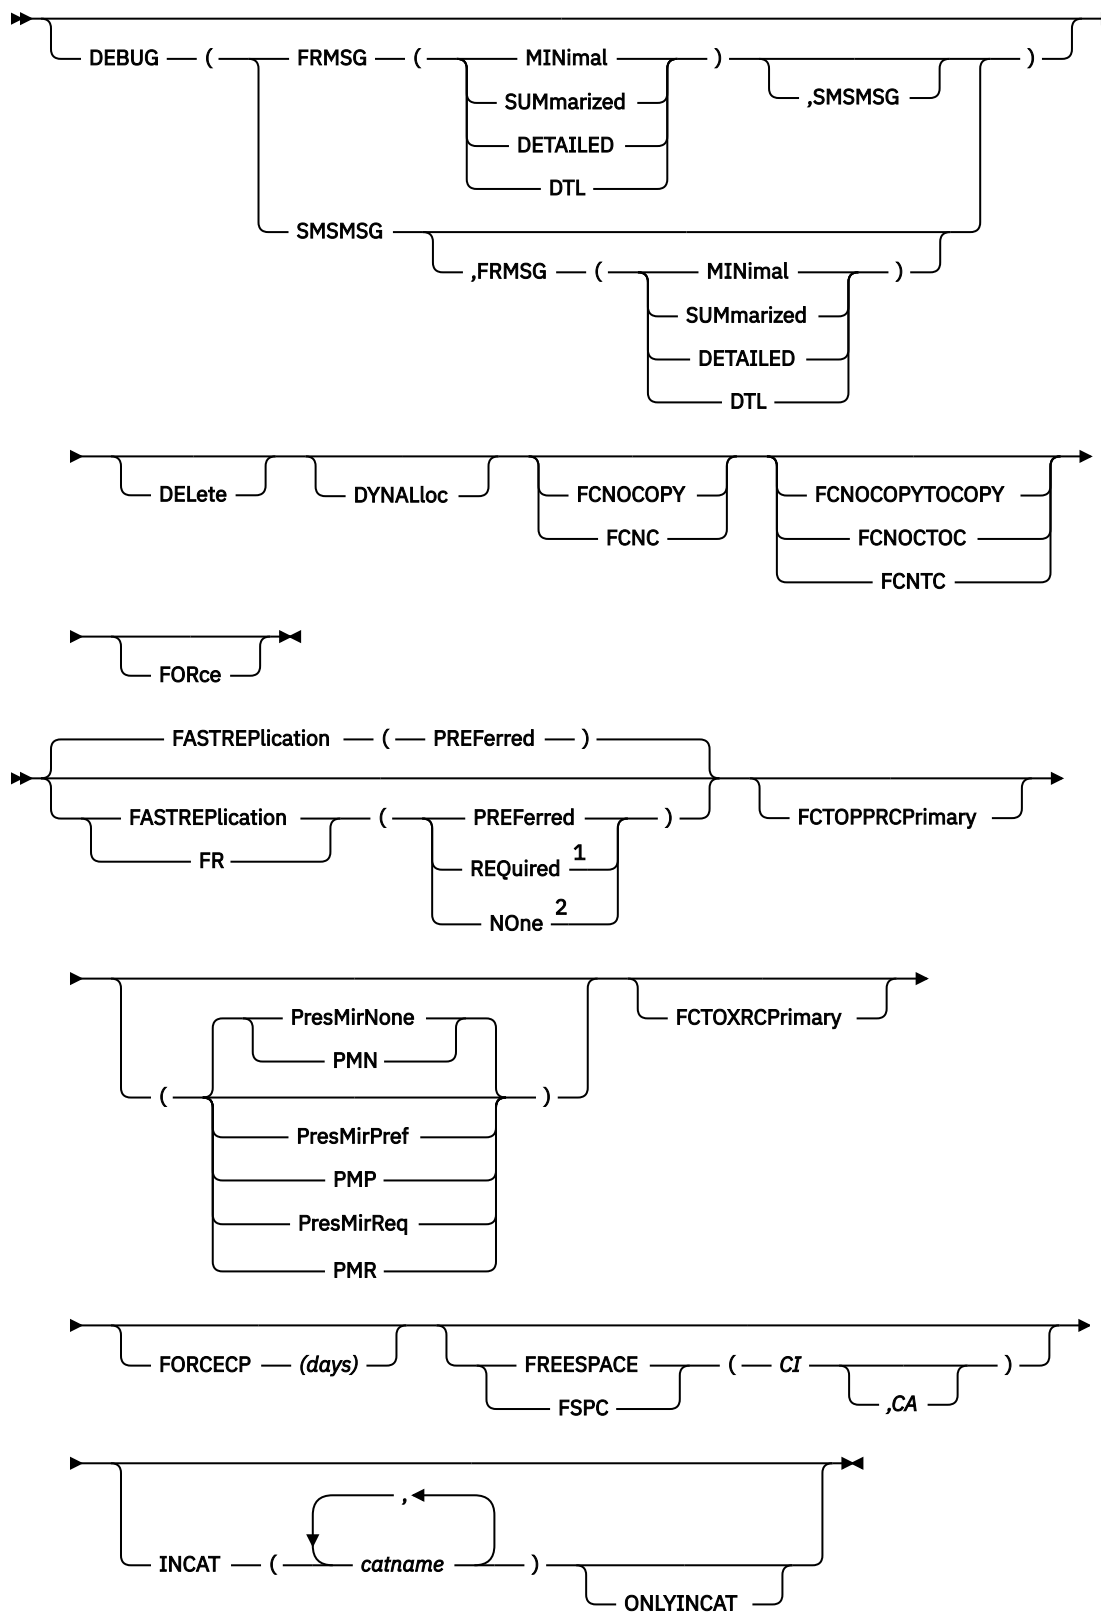 DEBUG ( FRMSG ( MINimal ) )
,SMSMSG
SUMmarized
DETAILED
DTL
SMSMSG
,FRMSG ( MINimal )
SUMmarized
DETAILED
DTL
DELete DYNALloc FCNOCOPY FCNOCOPYTOCOPY
FCNC FCNOCTOC
FCNTC
FORce
FASTREPlication ( PREFerred )
FASTREPlication ( PREFerred ) FCTOPPRCPrimary
FR REQuired 1
NOne 2
PresMirNone FCTOXRCPrimary
PMN
( )
PresMirPref
PMP
PresMirReq
PMR
FORCECP (days) FREESPACE ( CI )
FSPC ,CA
,
INCAT ( catname )
ONLYINCAT